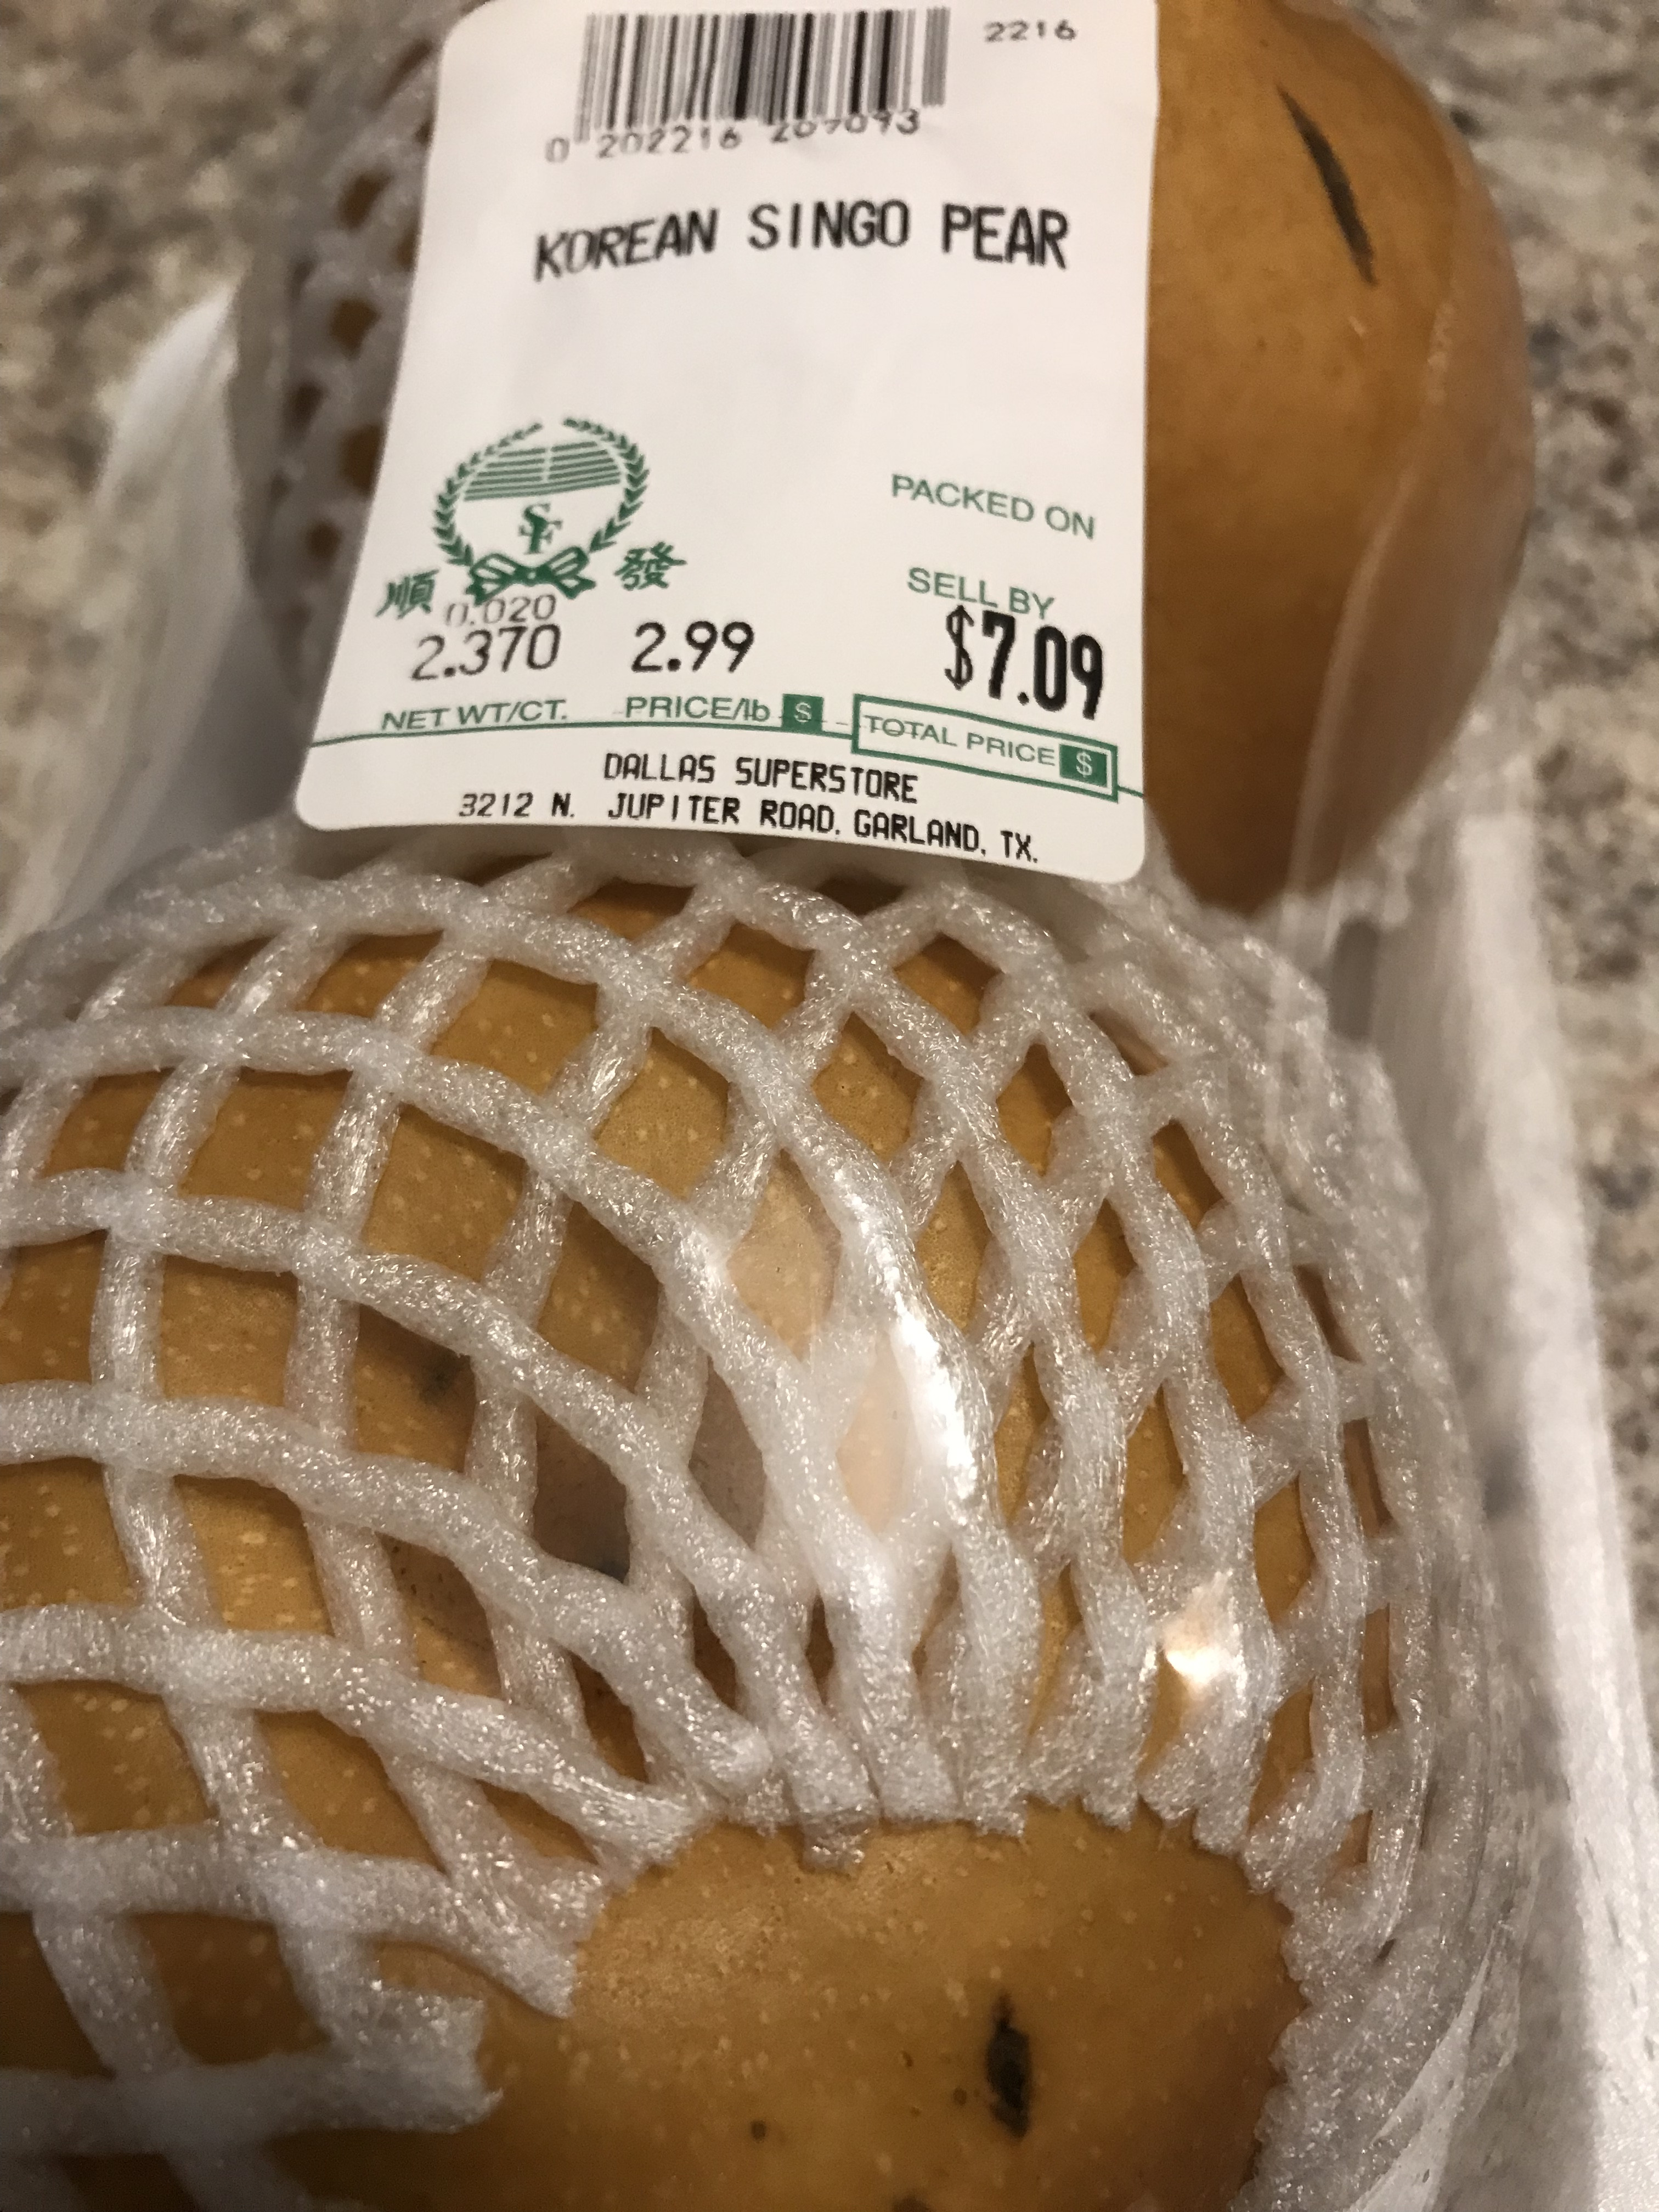 2216
0 202216 207093
KOREAN SINGO PEAR
SF
順 發
PACKED ON
SELL BY
0.020
2.370 2.99 $7.09
NET WT/CT. PRICE/lb $ TOTAL PRICE $
DALLAS SUPERSTORE
3212 N. JUPITER ROAD, GARLAND, TX.